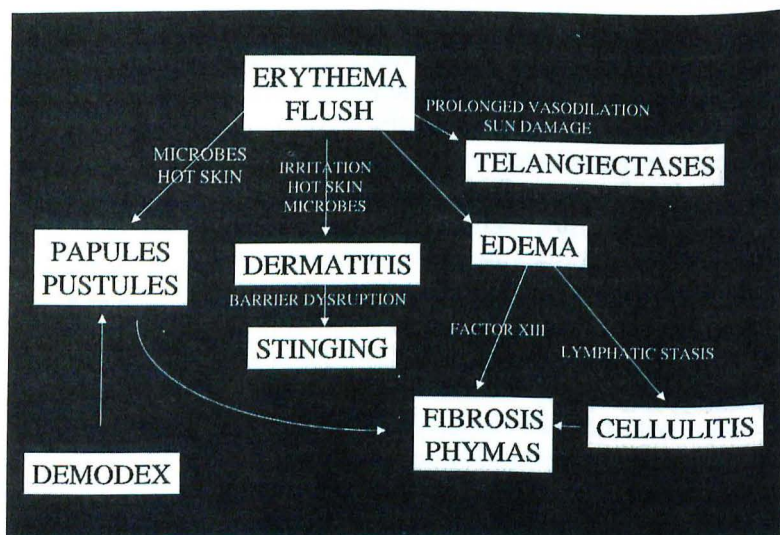 ERYTHEMA
FLUSH
PROLONGED VASODILATION
SUN DAMAGE
TELANGIECTASES
MICROBES
HOT SKIN
IRRITATION
HOT SKIN
MICROBES
PAPULES
PUSTULES
DERMATITIS
EDEMA
BARRIER DYSRUPTION
STINGING
FACTOR XIII
LYMPHATIC STASIS
FIBROSIS
PHYMAS
CELLULITIS
DEMODEX